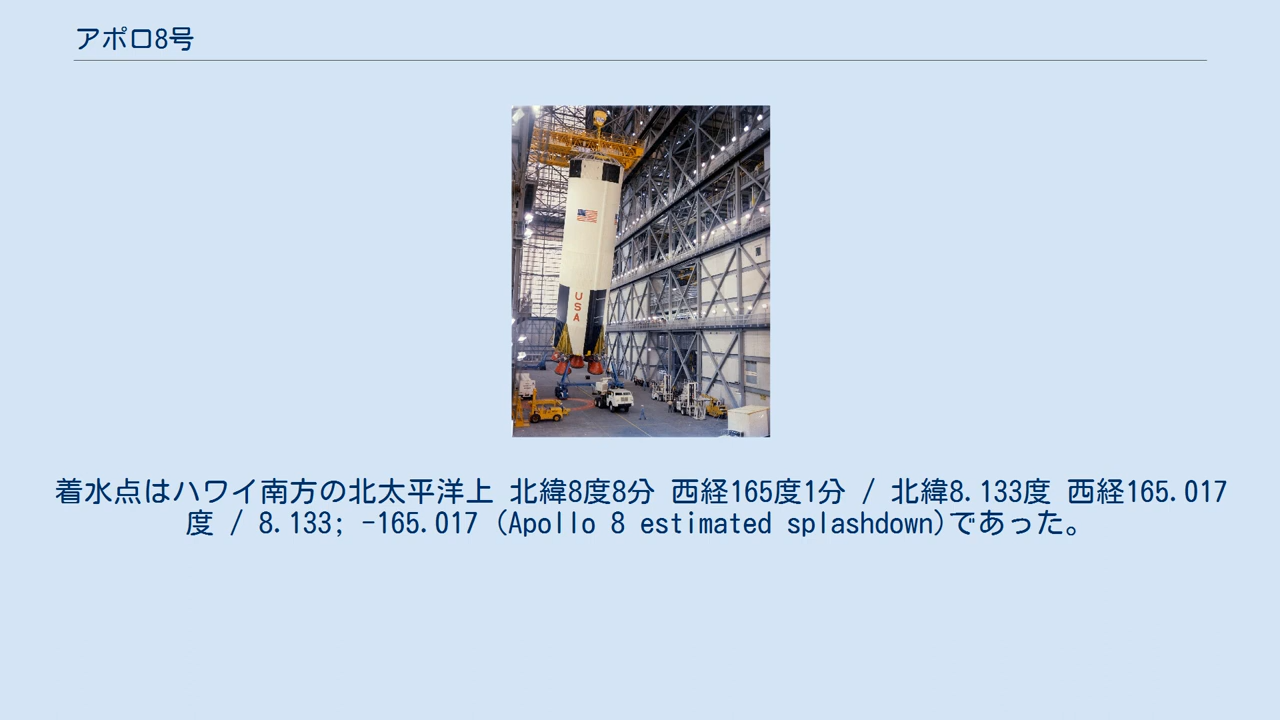 アポロ8号
USA
着水点はハワイ南方の北太平洋上 北緯8度8分 西経165度1分 / 北緯8.133度 西経165.017
度 / 8.133; -165.017 (Apollo 8 estimated splashdown)であった。